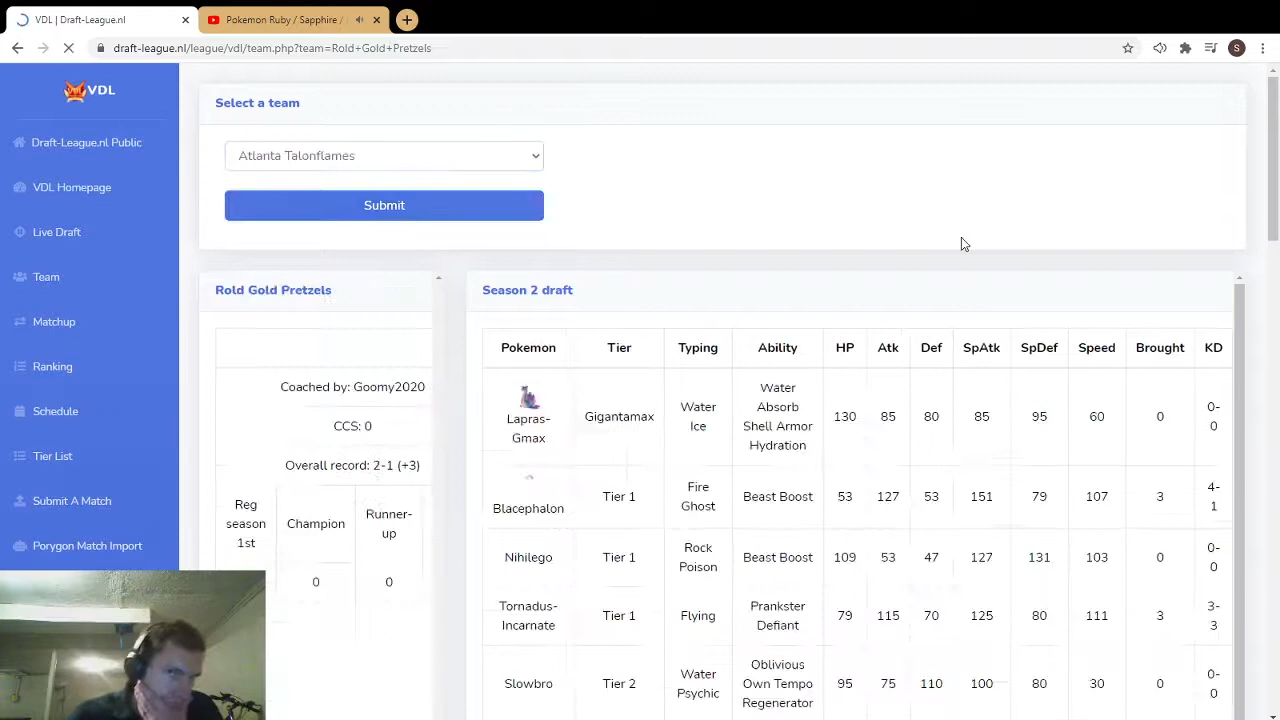 VDL | Draft-League.nl
Pokemon Ruby / Sapphire /
draft-league.nl/league/vdl/team.php?team=Rold+Gold+Pretzels
S
VDL
Draft-League.nl Public
VDL Homepage
Live Draft
Team
Matchup
Ranking
Schedule
Tier List
Submit A Match
Porygon Match Import
Select a team
Atlanta Talonflames
Submit
Rold Gold Pretzels
Coached by: Goomy2020
CCS: 0
Overall record: 2-1 (+3)
Reg season 1st Champion Runner-up
0 0
Season 2 draft
Pokemon Tier Typing Ability HP Atk Def SpAtk SpDef Speed Brought KD
Lapras-Gmax Gigantamax Water Ice Water Absorb Shell Armor Hydration 130 85 80 85 95 60 0 0-0
Blacephalon Tier 1 Fire Ghost Beast Boost 53 127 53 151 79 107 3 4-1
Nihilego Tier 1 Rock Poison Beast Boost 109 53 47 127 131 103 0 0-0
Tornadus-Incarnate Tier 1 Flying Prankster Defiant 79 115 70 125 80 111 3 3-3
Slowbro Tier 2 Water Psychic Oblivious Own Tempo Regenerator 95 75 110 100 80 30 0 0-0